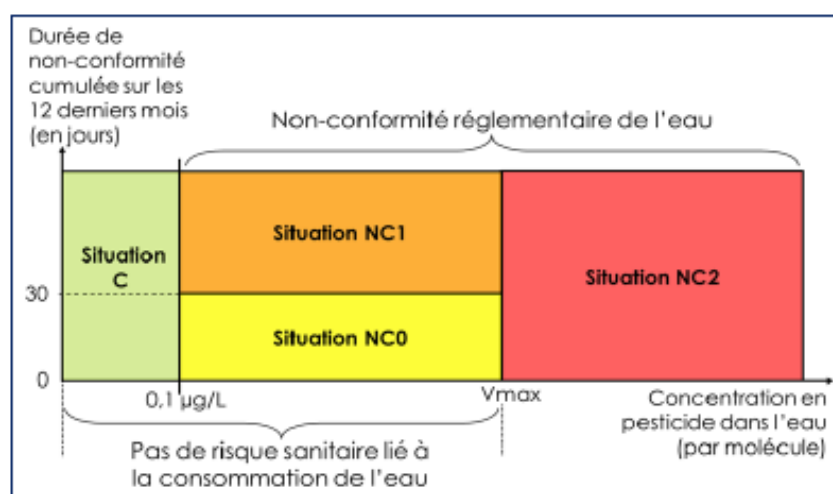 Durée de
non-conformité
cumulée sur les
12 derniers mois
(en jours)
Non-conformité réglementaire de l'eau
Situation
C
Situation NC1
Situation NC2
30
Situation NC0
0
0,1 µg/L
Vmax
Concentration en
pesticide dans l'eau
(par molécule)
Pas de risque sanitaire lié à
la consommation de l'eau